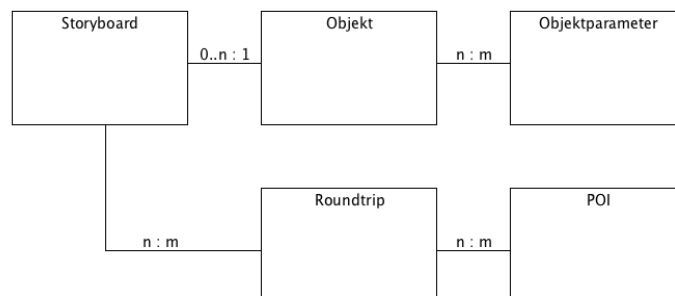 Storyboard
0..n : 1
Objekt
n : m
Objektparameter
n : m
Roundtrip
n : m
POI